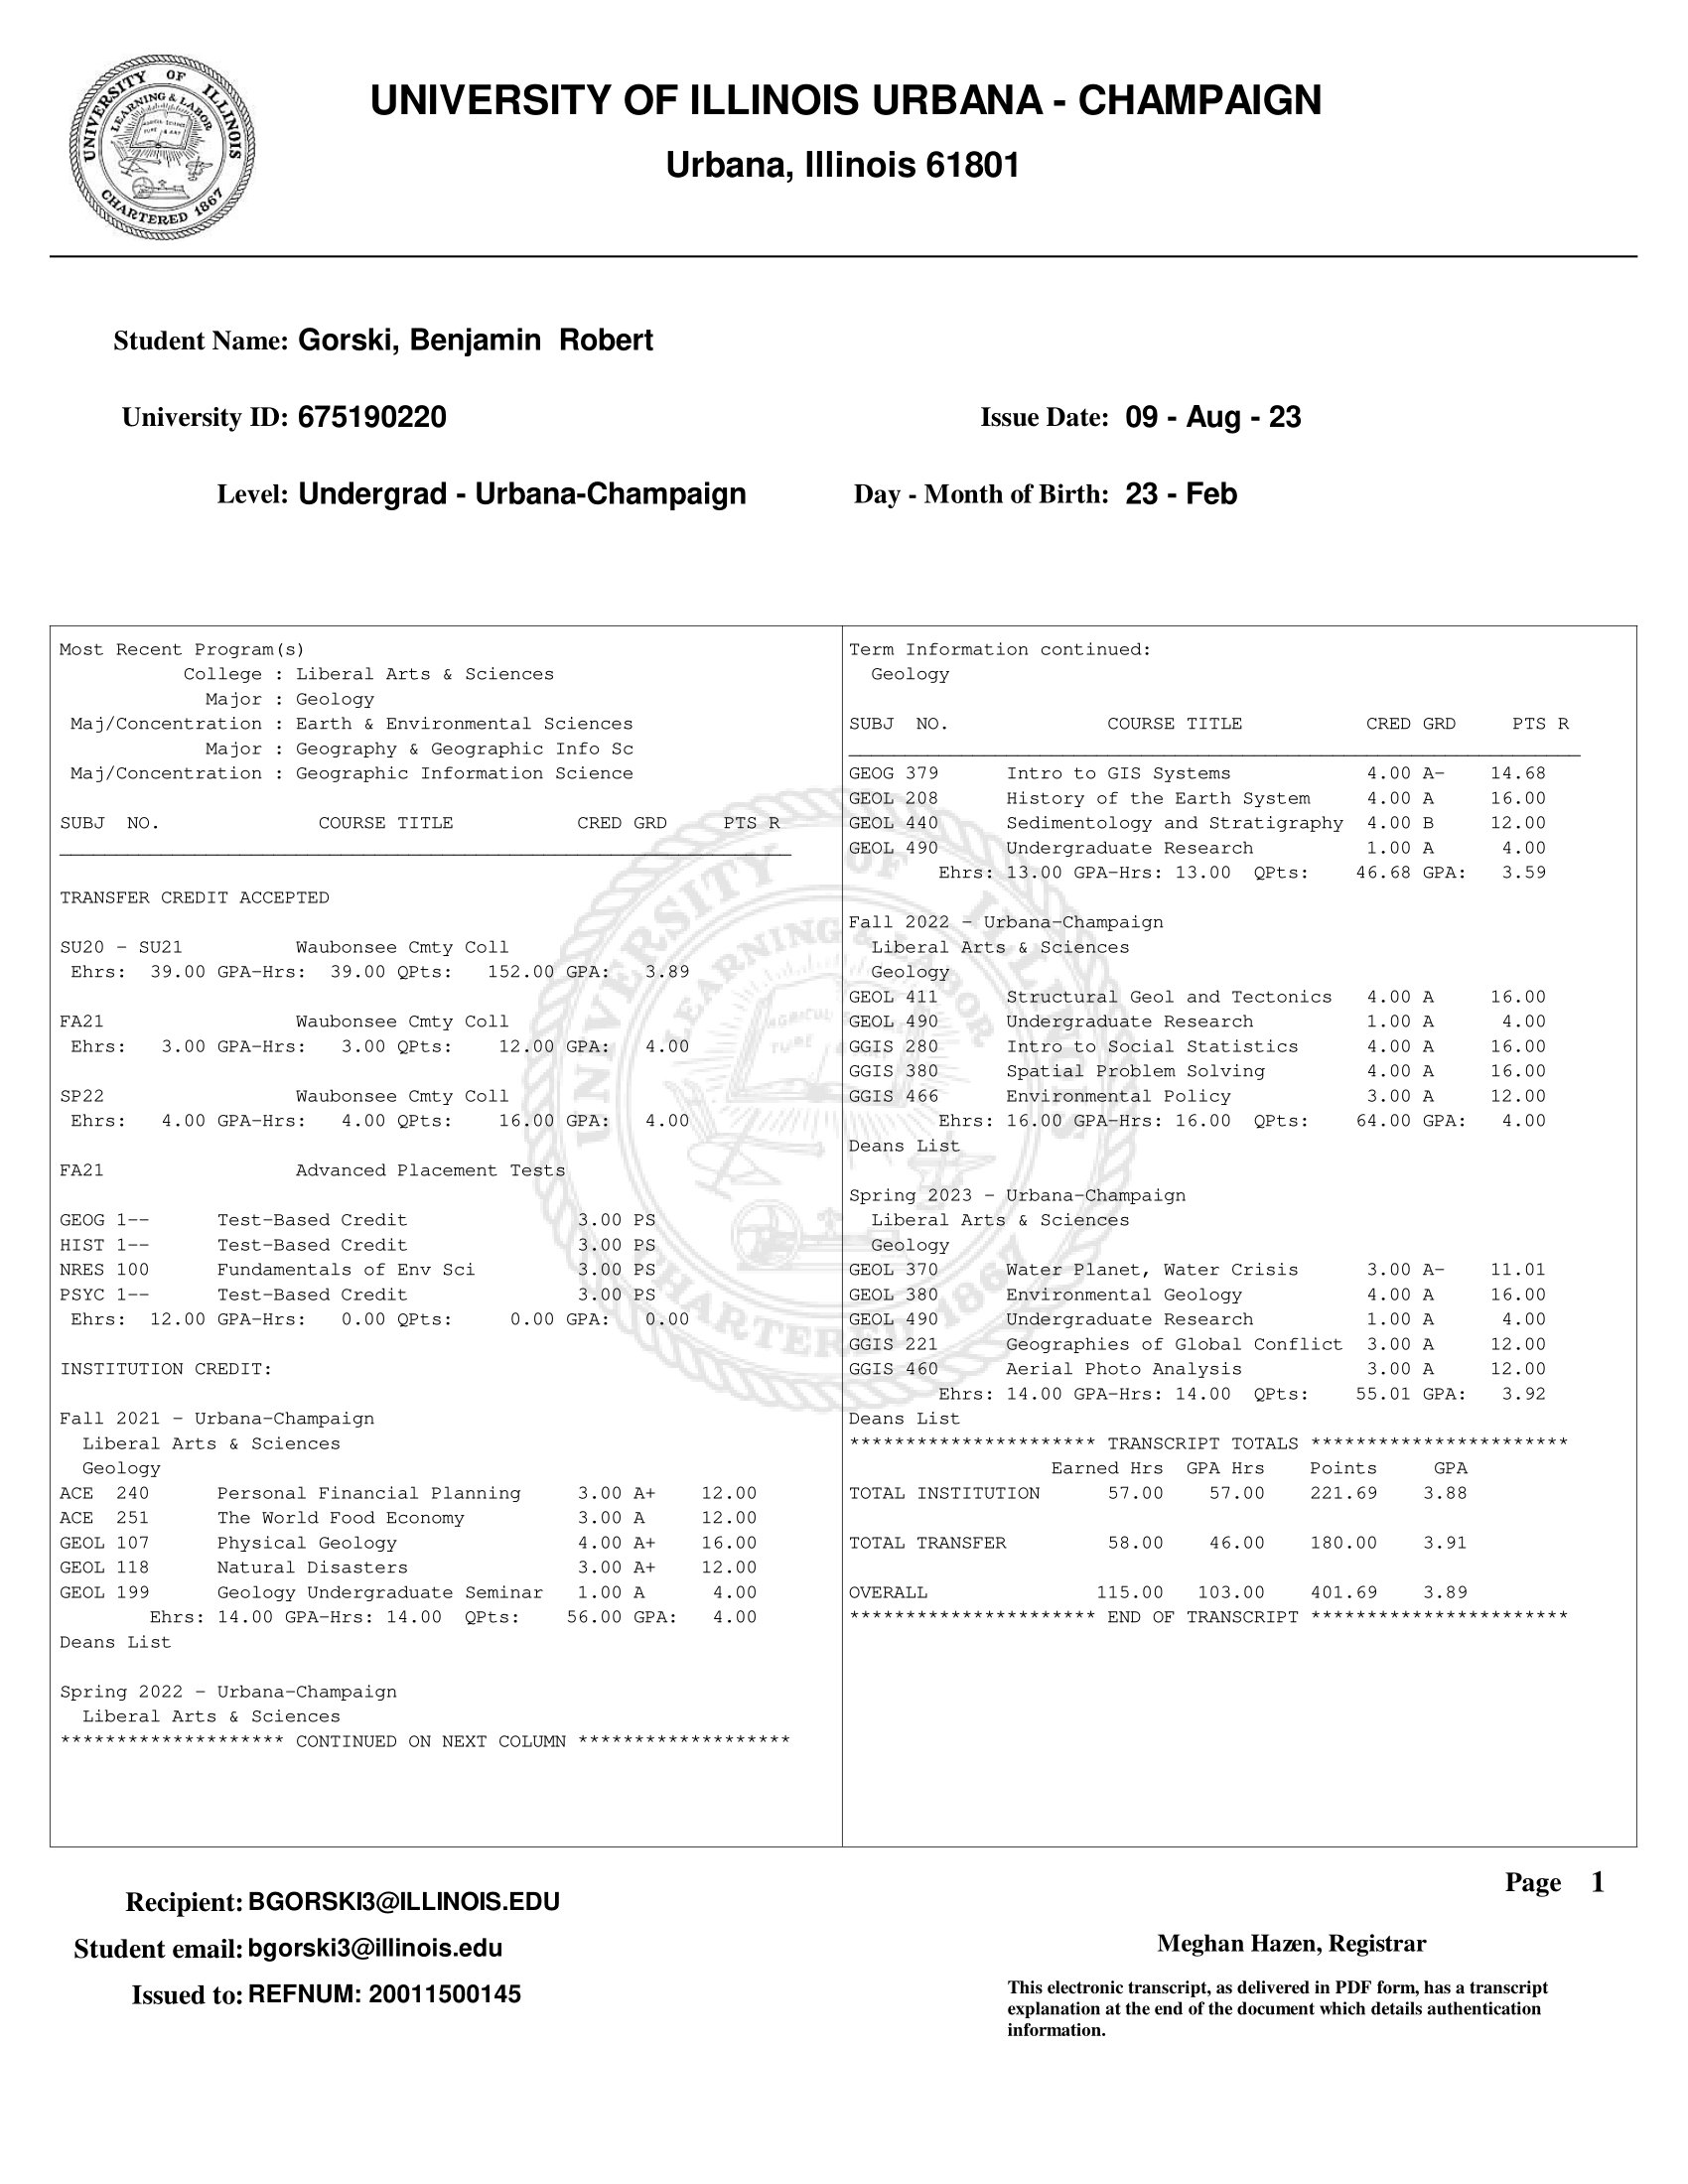 UNIVERSITY OF ILLINOIS
LEARNING & LABOR
CHARTERED 1867
UNIVERSITY OF ILLINOIS URBANA - CHAMPAIGN
Urbana, Illinois 61801
Student Name: Gorski, Benjamin Robert
University ID: 675190220
Issue Date: 09 - Aug - 23
Level: Undergrad - Urbana-Champaign
Day - Month of Birth: 23 - Feb
Most Recent Program(s)
College : Liberal Arts & Sciences
Major : Geology
Maj/Concentration : Earth & Environmental Sciences
Major : Geography & Geographic Info Sc
Maj/Concentration : Geographic Information Science
SUBJ NO. COURSE TITLE CRED GRD PTS R
TRANSFER CREDIT ACCEPTED
SU20 - SU21 Waubonsee Cmty Coll
Ehrs: 39.00 GPA-Hrs: 39.00 QPts: 152.00 GPA: 3.89
FA21 Waubonsee Cmty Coll
Ehrs: 3.00 GPA-Hrs: 3.00 QPts: 12.00 GPA: 4.00
SP22 Waubonsee Cmty Coll
Ehrs: 4.00 GPA-Hrs: 4.00 QPts: 16.00 GPA: 4.00
FA21 Advanced Placement Tests
GEOG 1-- Test-Based Credit 3.00 PS
HIST 1-- Test-Based Credit 3.00 PS
NRES 100 Fundamentals of Env Sci 3.00 PS
PSYC 1-- Test-Based Credit 3.00 PS
Ehrs: 12.00 GPA-Hrs: 0.00 QPts: 0.00 GPA: 0.00
INSTITUTION CREDIT:
Fall 2021 - Urbana-Champaign
Liberal Arts & Sciences
Geology
ACE 240 Personal Financial Planning 3.00 A+ 12.00
ACE 251 The World Food Economy 3.00 A 12.00
GEOL 107 Physical Geology 4.00 A+ 16.00
GEOL 118 Natural Disasters 3.00 A+ 12.00
GEOL 199 Geology Undergraduate Seminar 1.00 A 4.00
Ehrs: 14.00 GPA-Hrs: 14.00 QPts: 56.00 GPA: 4.00
Deans List
Spring 2022 - Urbana-Champaign
Liberal Arts & Sciences
******************** CONTINUED ON NEXT COLUMN *******************
Term Information continued:
Geology
SUBJ NO. COURSE TITLE CRED GRD PTS R
GEOG 379 Intro to GIS Systems 4.00 A- 14.68
GEOL 208 History of the Earth System 4.00 A 16.00
GEOL 440 Sedimentology and Stratigraphy 4.00 B 12.00
GEOL 490 Undergraduate Research 1.00 A 4.00
Ehrs: 13.00 GPA-Hrs: 13.00 QPts: 46.68 GPA: 3.59
Fall 2022 - Urbana-Champaign
Liberal Arts & Sciences
Geology
GEOL 411 Structural Geol and Tectonics 4.00 A 16.00
GEOL 490 Undergraduate Research 1.00 A 4.00
GGIS 280 Intro to Social Statistics 4.00 A 16.00
GGIS 380 Spatial Problem Solving 4.00 A 16.00
GGIS 466 Environmental Policy 3.00 A 12.00
Ehrs: 16.00 GPA-Hrs: 16.00 QPts: 64.00 GPA: 4.00
Deans List
Spring 2023 - Urbana-Champaign
Liberal Arts & Sciences
Geology
GEOL 370 Water Planet, Water Crisis 3.00 A- 11.01
GEOL 380 Environmental Geology 4.00 A 16.00
GEOL 490 Undergraduate Research 1.00 A 4.00
GGIS 221 Geographies of Global Conflict 3.00 A 12.00
GGIS 460 Aerial Photo Analysis 3.00 A 12.00
Ehrs: 14.00 GPA-Hrs: 14.00 QPts: 55.01 GPA: 3.92
Deans List
********************** TRANSCRIPT TOTALS ***********************
Earned Hrs GPA Hrs Points GPA
TOTAL INSTITUTION 57.00 57.00 221.69 3.88
TOTAL TRANSFER 58.00 46.00 180.00 3.91
OVERALL 115.00 103.00 401.69 3.89
********************** END OF TRANSCRIPT ***********************
Page 1
Recipient: BGORSKI3@ILLINOIS.EDU
Student email: bgorski3@illinois.edu
Issued to: REFNUM: 20011500145
Meghan Hazen, Registrar
This electronic transcript, as delivered in PDF form, has a transcript
explanation at the end of the document which details authentication
information.